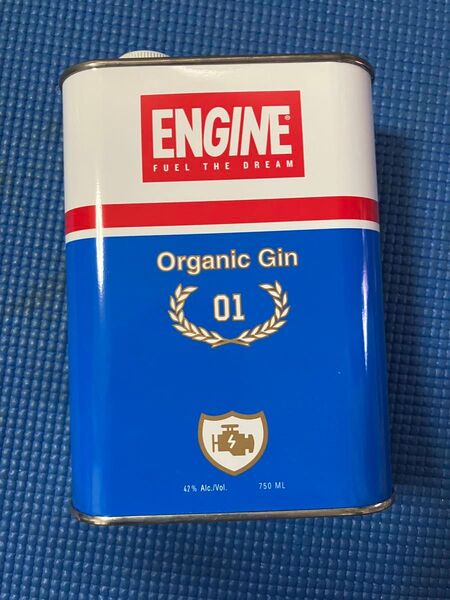 ENGINE®
FUEL THE DREAM
Organic Gin
01
42% Alc./Vol. 750 ML